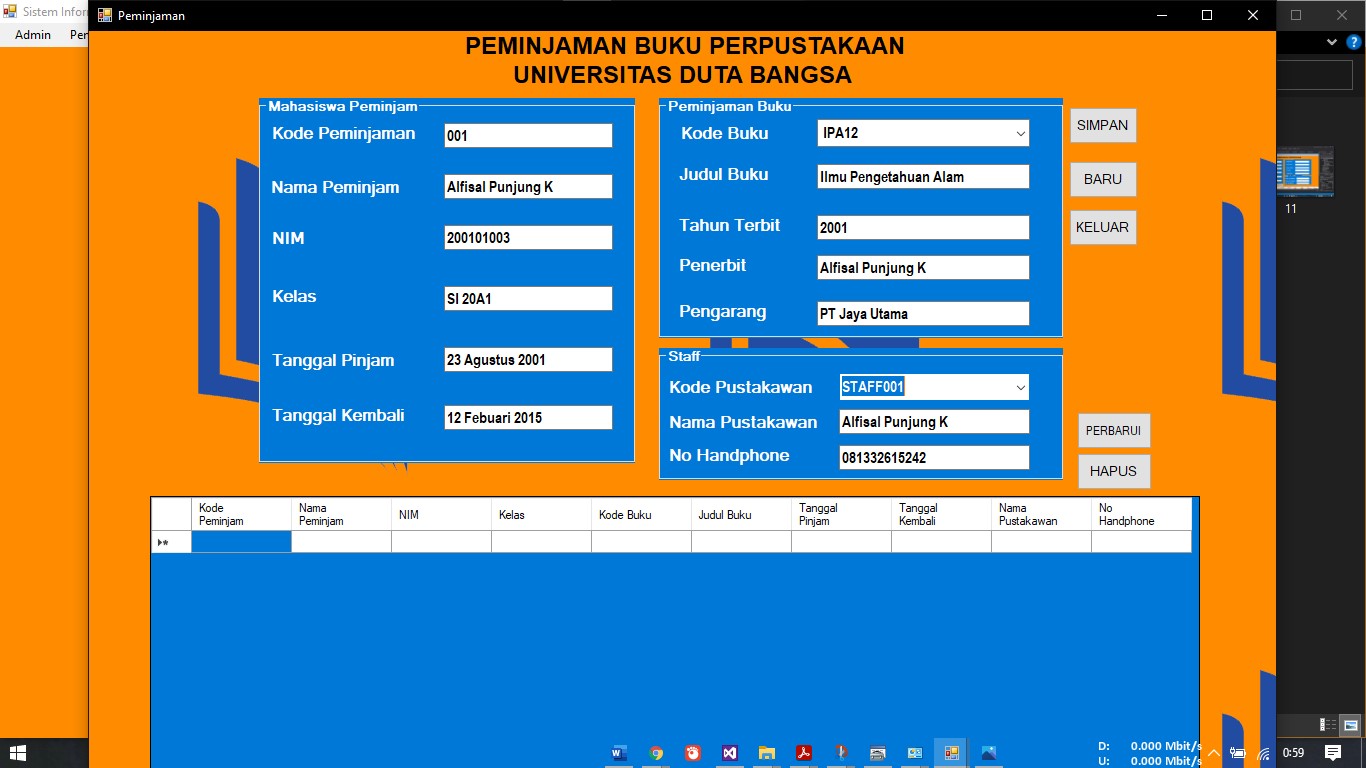 Sistem Infor
Peminjaman
Admin
Per
PEMINJAMAN BUKU PERPUSTAKAAN
UNIVERSITAS DUTA BANGSA
Mahasiswa Peminjam
Kode Peminjaman 001
Nama Peminjam Alfisal Punjung K
NIM 200101003
Kelas SI 20A1
Tanggal Pinjam 23 Agustus 2001
Tanggal Kembali 12 Febuari 2015
Peminjaman Buku
Kode Buku IPA12
Judul Buku Ilmu Pengetahuan Alam
Tahun Terbit 2001
Penerbit Alfisal Punjung K
Pengarang PT Jaya Utama
Staff
Kode Pustakawan STAFF001
Nama Pustakawan Alfisal Punjung K
No Handphone 081332615242
SIMPAN
BARU
KELUAR
PERBARUI
HAPUS
11
Kode Peminjam
Nama Peminjam
NIM
Kelas
Kode Buku
Judul Buku
Tanggal Pinjam
Tanggal Kembali
Nama Pustakawan
No Handphone
D: 0.000 Mbit/s
U: 0.000 Mbit/s
0:59